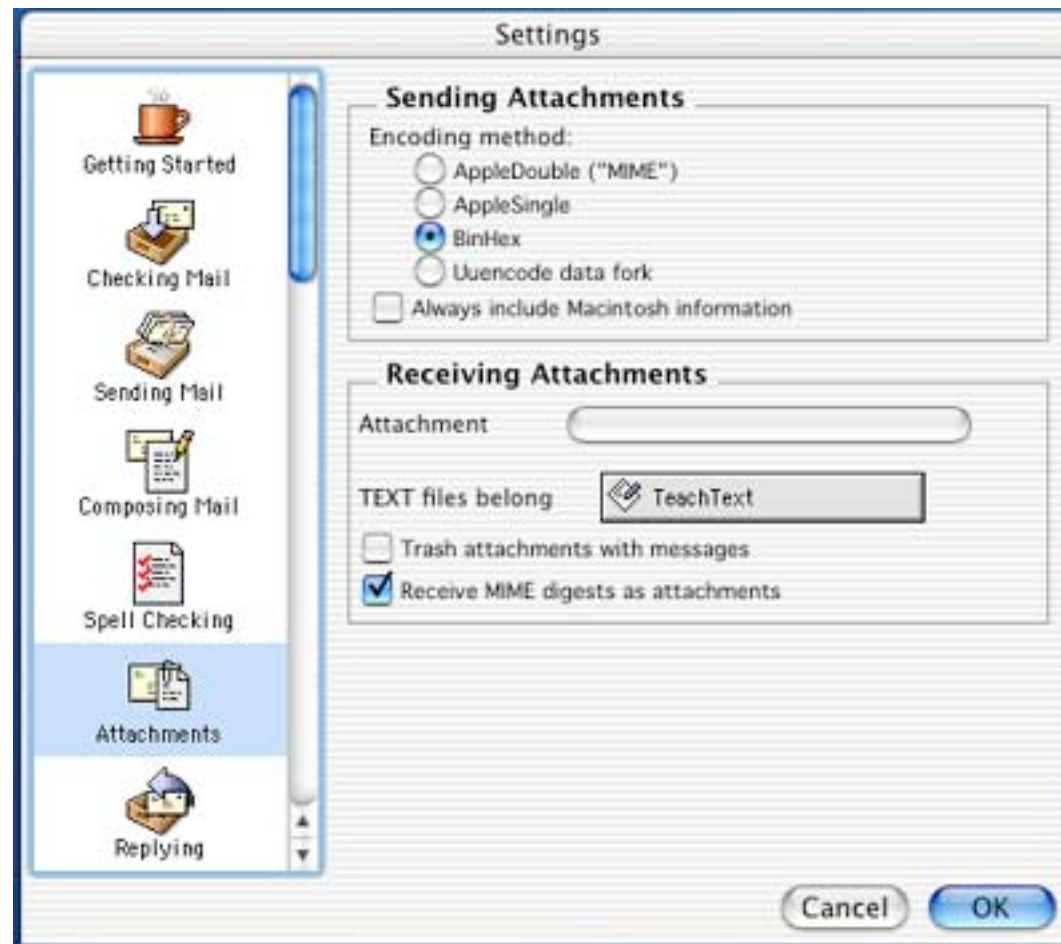 Settings
Getting Started
Checking Mail
Sending Mail
Composing Mail
Spell Checking
Attachments
Replying
Sending Attachments
Encoding method:
AppleDouble ("MIME")
AppleSingle
BinHex
Uuencode data fork
Always include Macintosh information
Receiving Attachments
Attachment
TEXT files belong TeachText
Trash attachments with messages
Receive MIME digests as attachments
Cancel OK